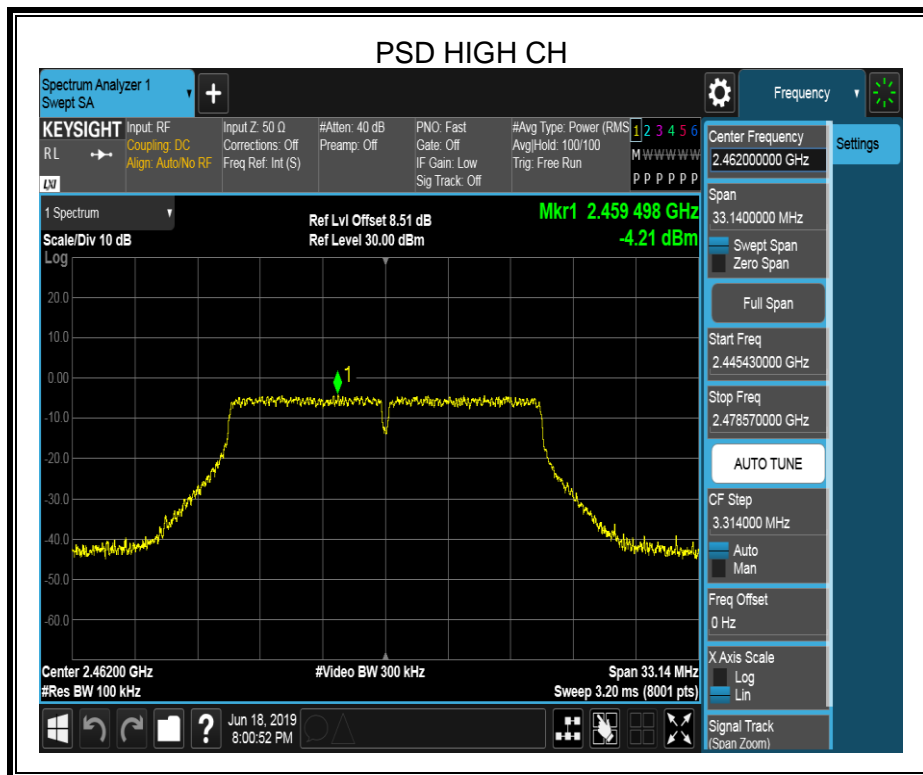 PSD HIGH CH
Spectrum Analyzer 1
Swept SA
Frequency
KEYSIGHT
RL
LXI
Input: RF
Coupling: DC
Align: Auto/No RF
Input Z: 50 Ω
Corrections: Off
Freq Ref: Int (S)
#Atten: 40 dB
Preamp: Off
PNO: Fast
Gate: Off
IF Gain: Low
Sig Track: Off
#Avg Type: Power (RMS
Avg|Hold: 100/100
Trig: Free Run
1 2 3 4 5 6
M W W W W W
P P P P P P
1 Spectrum
Scale/Div 10 dB
Ref Lvl Offset 8.51 dB
Ref Level 30.00 dBm
Mkr1 2.459 498 GHz
-4.21 dBm
Log
20.0
10.0
0.00
-10.0
-20.0
-30.0
-40.0
-50.0
-60.0
1
Center 2.46200 GHz
#Res BW 100 kHz
#Video BW 300 kHz
Span 33.14 MHz
Sweep 3.20 ms (8001 pts)
?
Jun 18, 2019
8:00:52 PM
Center Frequency
2.462000000 GHz
Settings
Span
33.1400000 MHz
Swept Span
Zero Span
Full Span
Start Freq
2.445430000 GHz
Stop Freq
2.478570000 GHz
AUTO TUNE
CF Step
3.314000 MHz
Auto
Man
Freq Offset
0 Hz
X Axis Scale
Log
Lin
Signal Track
(Span Zoom)